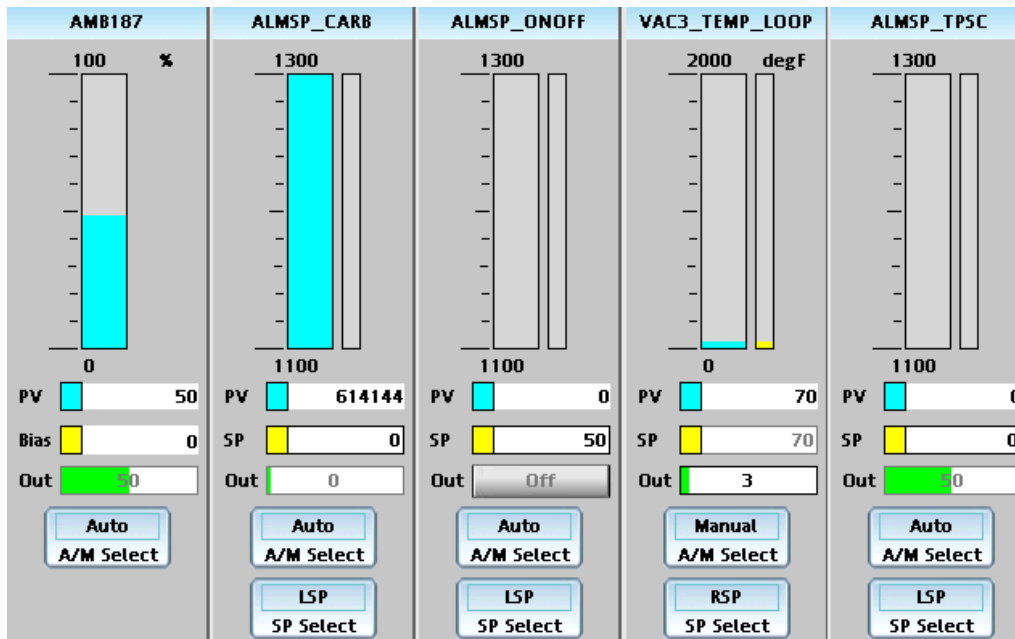 AMB187
100 %
0
PV 50
Bias 0
Out 50
Auto
A/M Select
ALMSP_CARB
1300
1100
PV 614144
SP 0
Out 0
Auto
A/M Select
LSP
SP Select
ALMSP_ONOFF
1300
1100
PV 0
SP 50
Out Off
Auto
A/M Select
LSP
SP Select
VAC3_TEMP_LOOP
2000 degF
0
PV 70
SP 70
Out 3
Manual
A/M Select
RSP
SP Select
ALMSP_TPSC
1300
1100
PV 0
SP 0
Out 50
Auto
A/M Select
LSP
SP Select